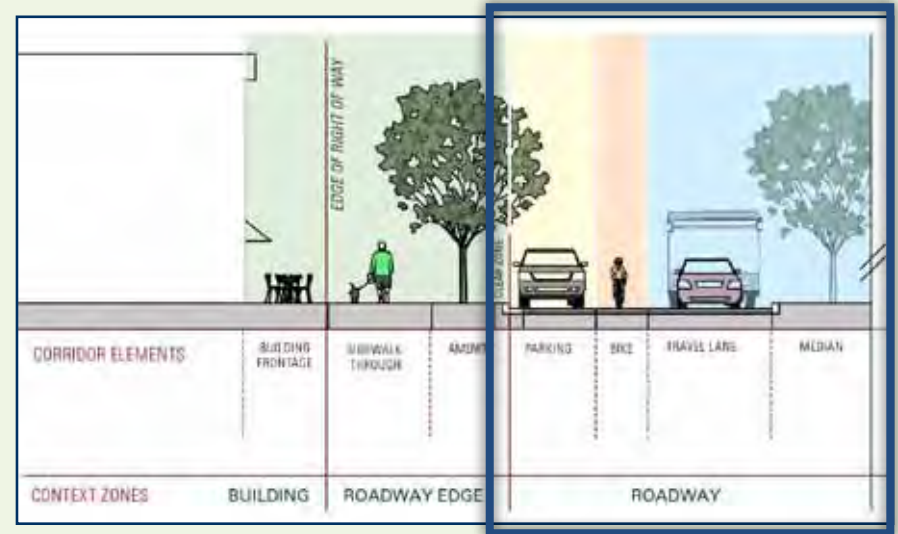 EDGE OF RIGHT OF WAY
CLEAR ZONE
CORRIDOR ELEMENTS
BUILDING
FRONTAGE
SIDEWALK
THROUGH
AMENIT
PARKING
BIKE
TRAVEL LANE
MEDIAN
CONTEXT ZONES
BUILDING
ROADWAY EDGE
ROADWAY